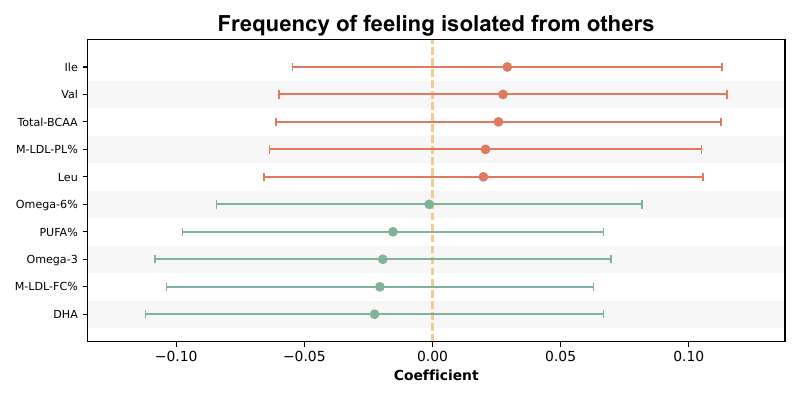 Frequency of feeling isolated from others
Ile
Val
Total-BCAA
M-LDL-PL%
Leu
Omega-6%
PUFA%
Omega-3
M-LDL-FC%
DHA
−0.10 −0.05 0.00 0.05 0.10
Coefficient